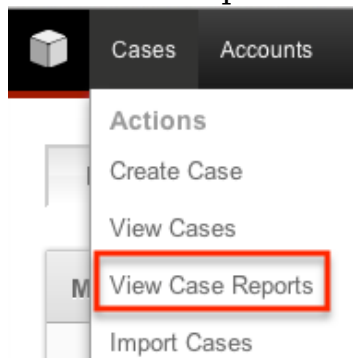 Cases Accounts
Actions
Create Case
View Cases
M
View Case Reports
Import Cases